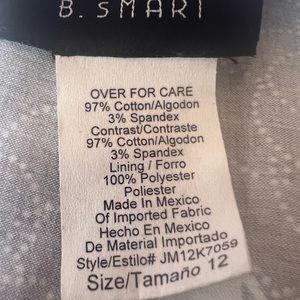 B. SMART
OVER FOR CARE
97% Cotton/Algodon
3% Spandex
Contrast/Contraste
97% Cotton/Algodon
3% Spandex
Lining / Forro
100% Polyester
Poliester
Made In Mexico
Of Imported Fabric
Hecho En Mexico
De Material Importado
Style/Estilo# JM12K7059
Size/Tamaño 12